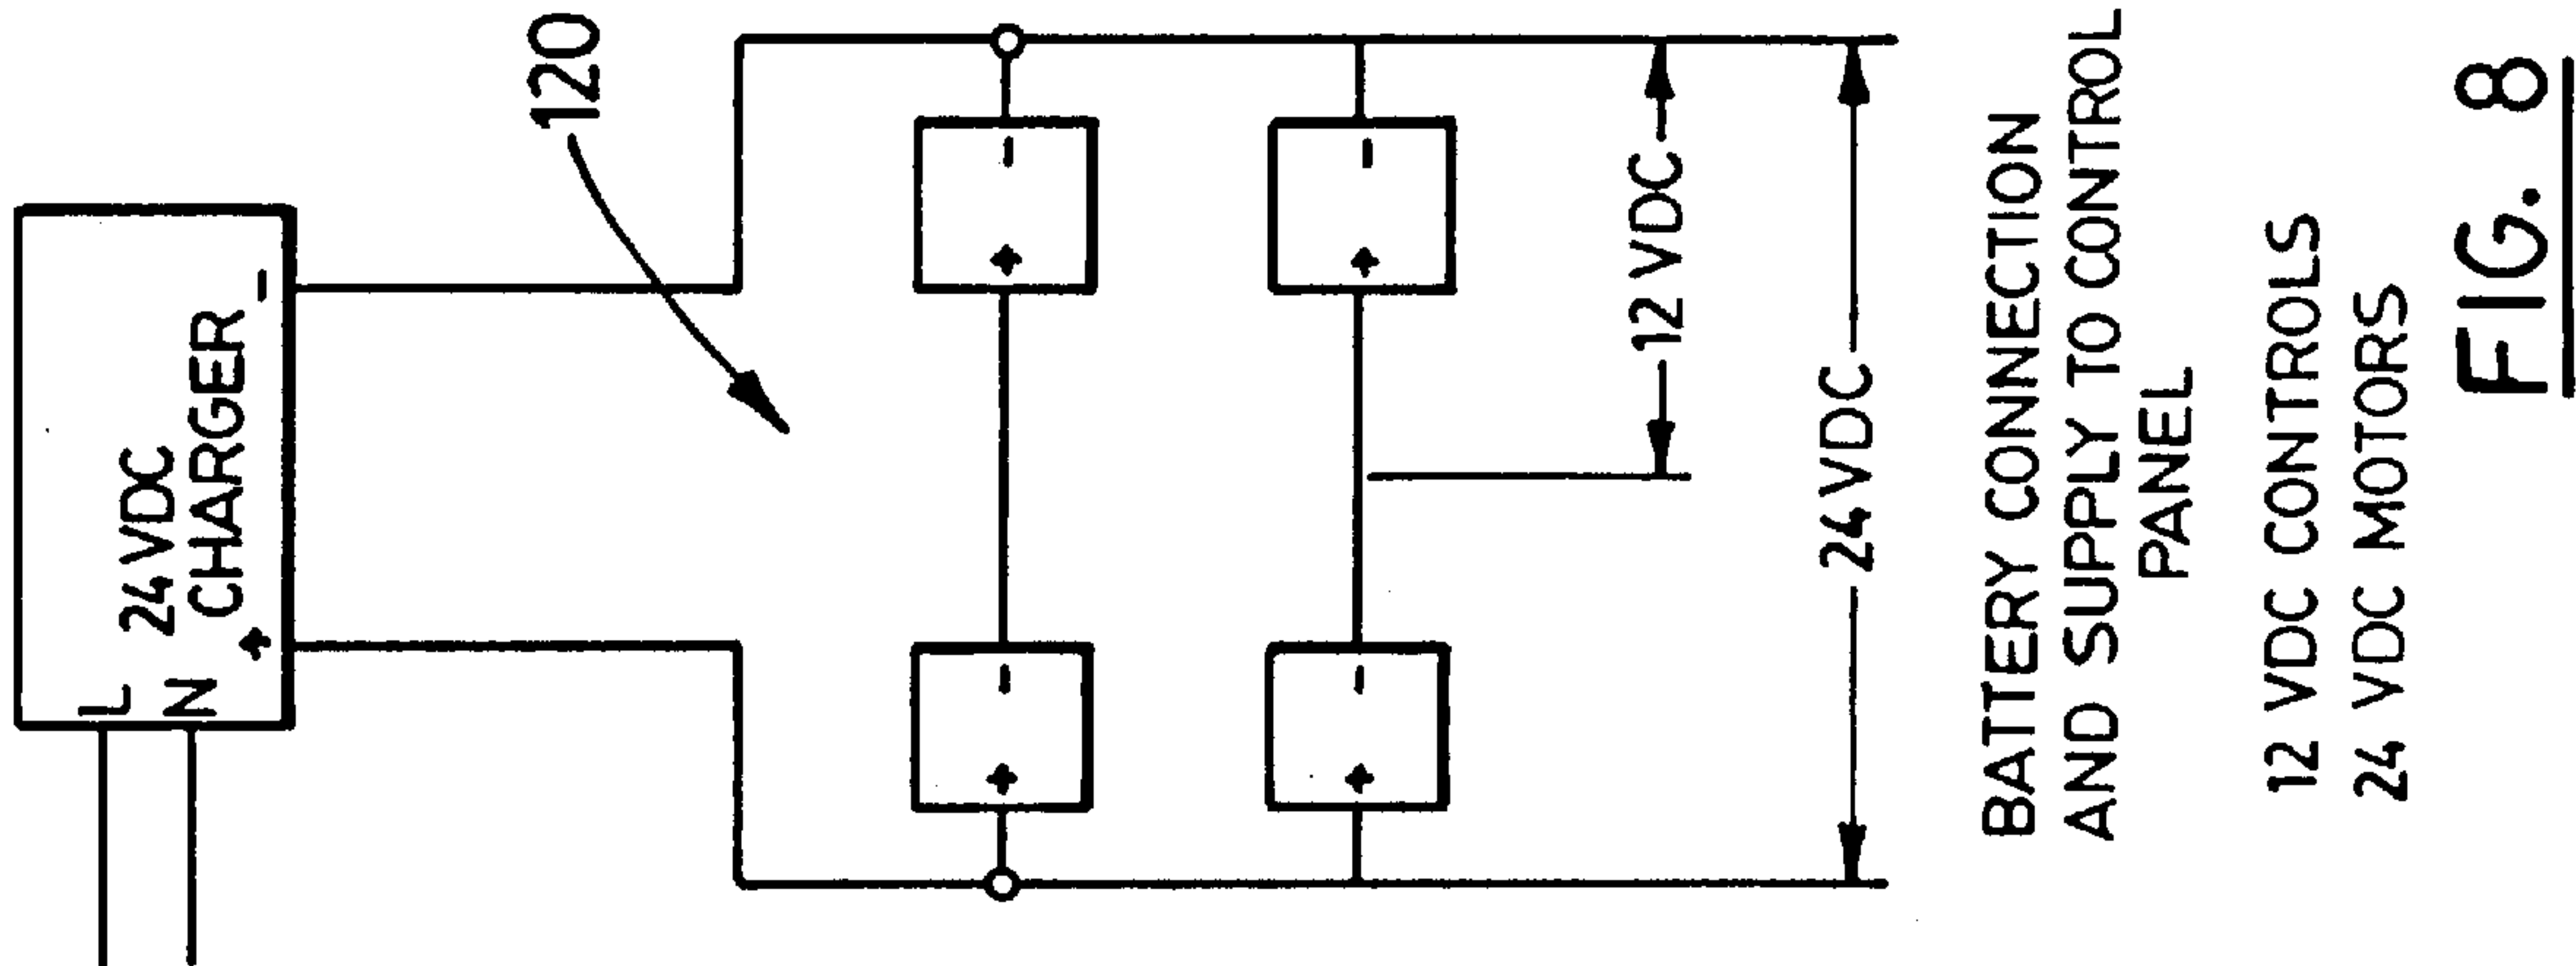 L
24 VDC
N
CHARGER
+ -
120
+ - + -
+ - + -
12 VDC
24 VDC
BATTERY CONNECTION
AND SUPPLY TO CONTROL
PANEL
12 VDC CONTROLS
24 VDC MOTORS
FIG. 8